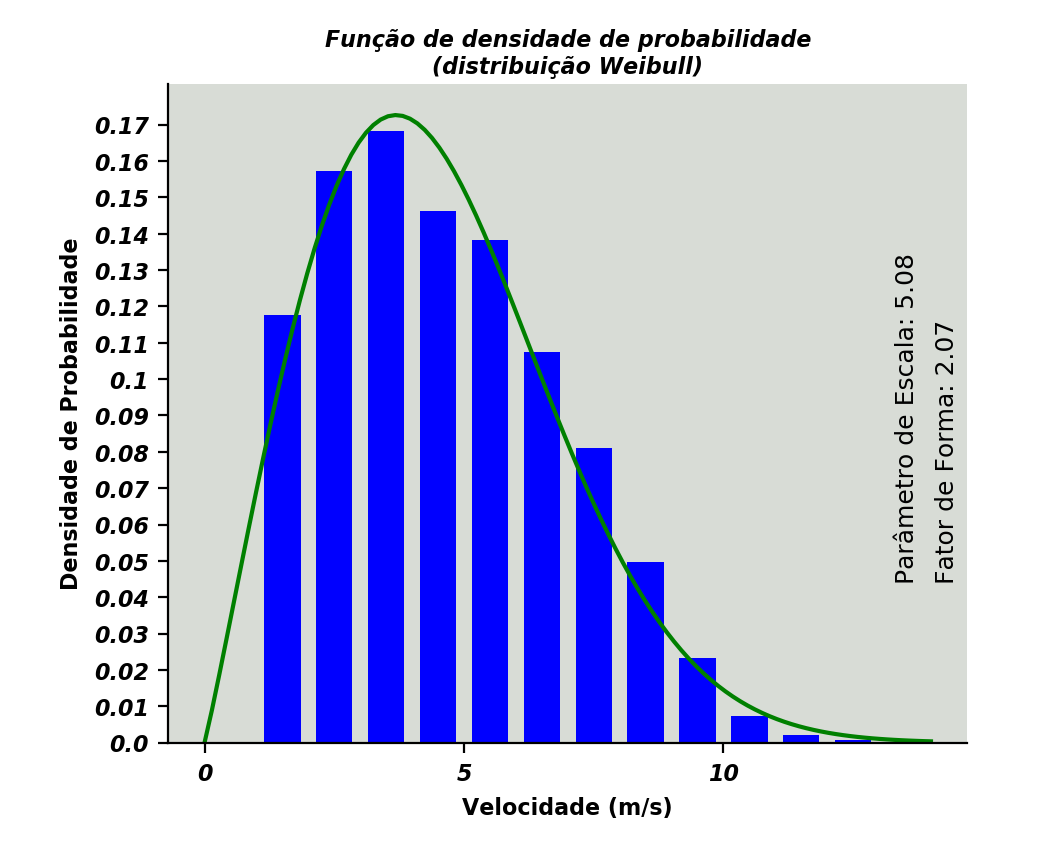 Função de densidade de probabilidade
(distribuição Weibull)
Densidade de Probabilidade
0.17
0.16
0.15
0.14
0.13
0.12
0.11
0.1
0.09
0.08
0.07
0.06
0.05
0.04
0.03
0.02
0.01
0.0
Parâmetro de Escala: 5.08
Fator de Forma: 2.07
0 5 10
Velocidade (m/s)